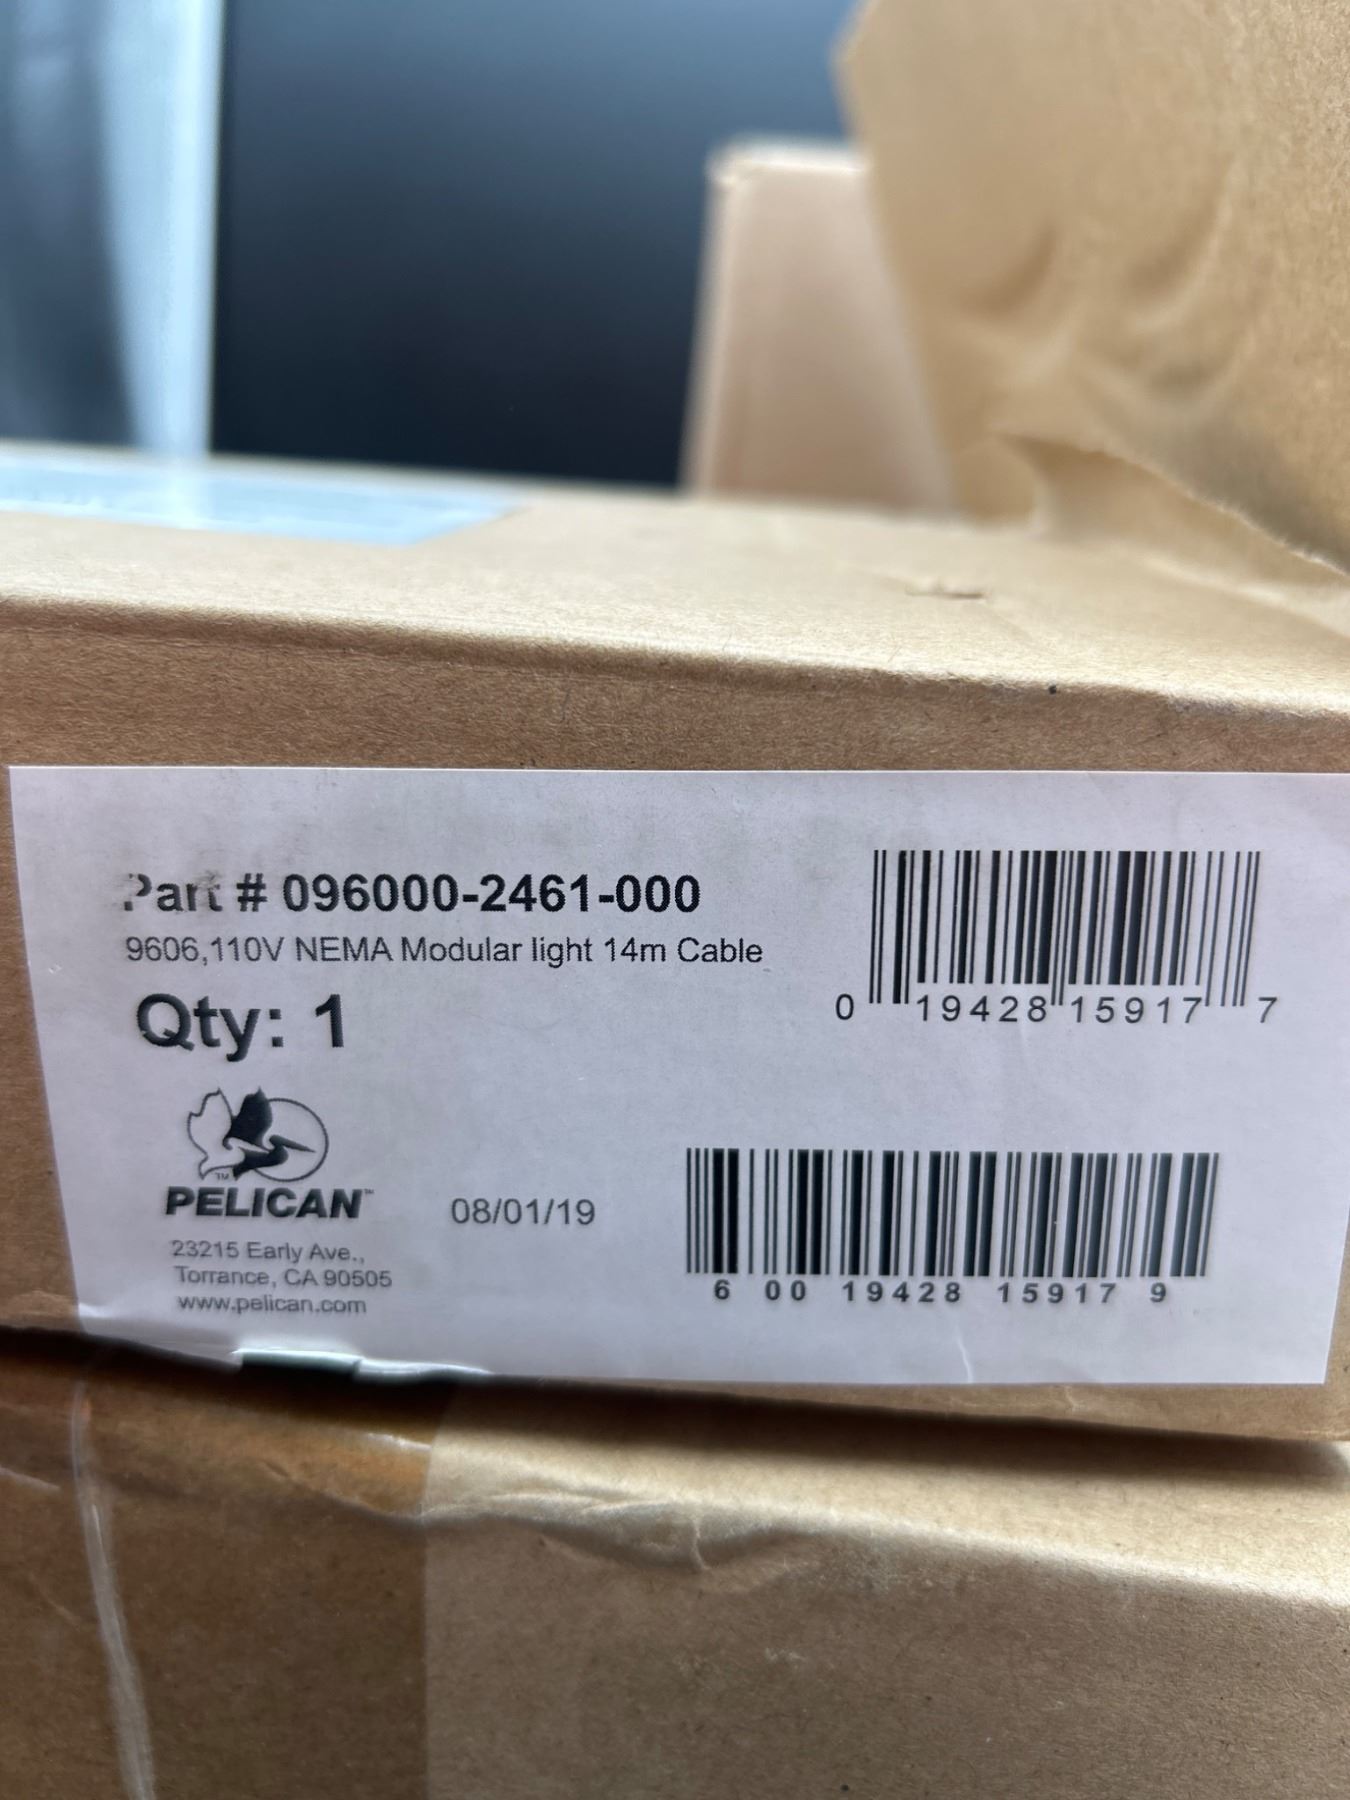 Part # 096000-2461-000
9606,110V NEMA Modular light 14m Cable
Qty: 1
0 19428 15917 7
PELICAN™
08/01/19
23215 Early Ave.,
Torrance, CA 90505
www.pelican.com
6 00 19428 15917 9